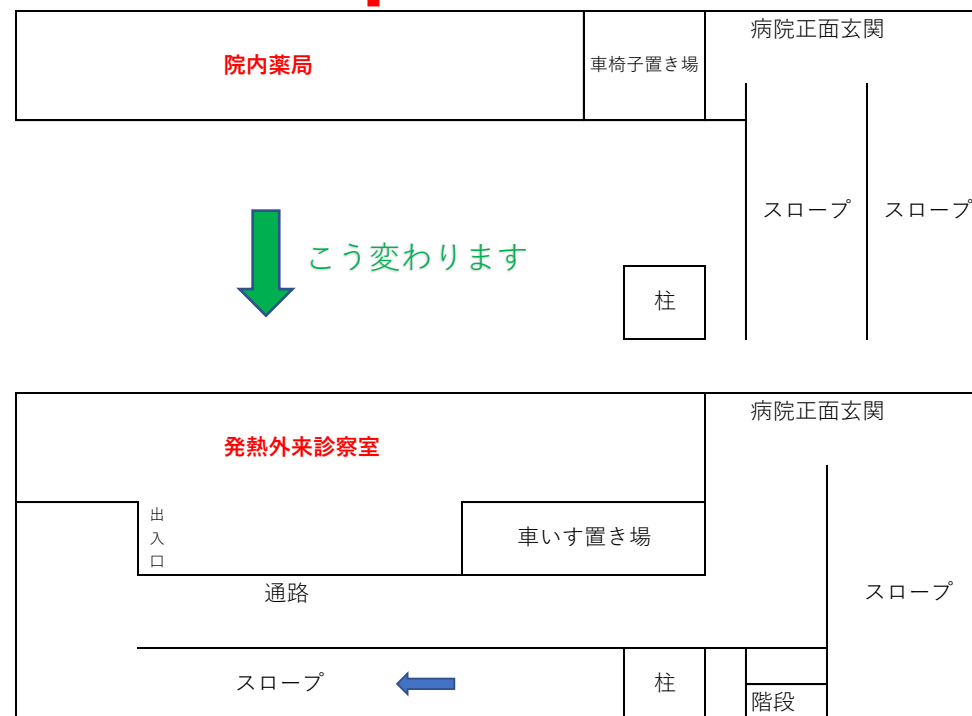 病院正面玄関
院内薬局
車椅子置き場
スロープ
スロープ
こう変わります
柱
病院正面玄関
発熱外来診察室
出入口
車いす置き場
通路
スロープ
スロープ
柱
階段